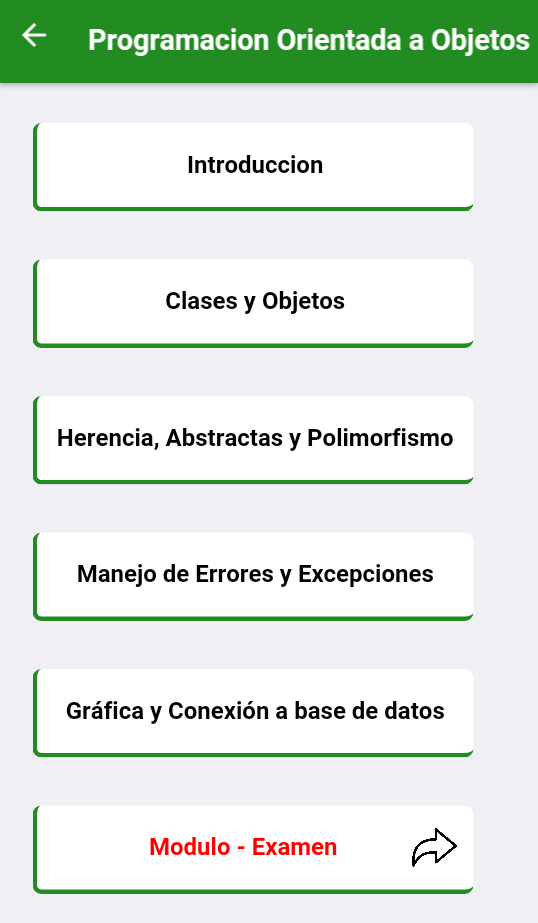 Programacion Orientada a Objetos
Introduccion
Clases y Objetos
Herencia, Abstractas y Polimorfismo
Manejo de Errores y Excepciones
Gráfica y Conexión a base de datos
Modulo - Examen